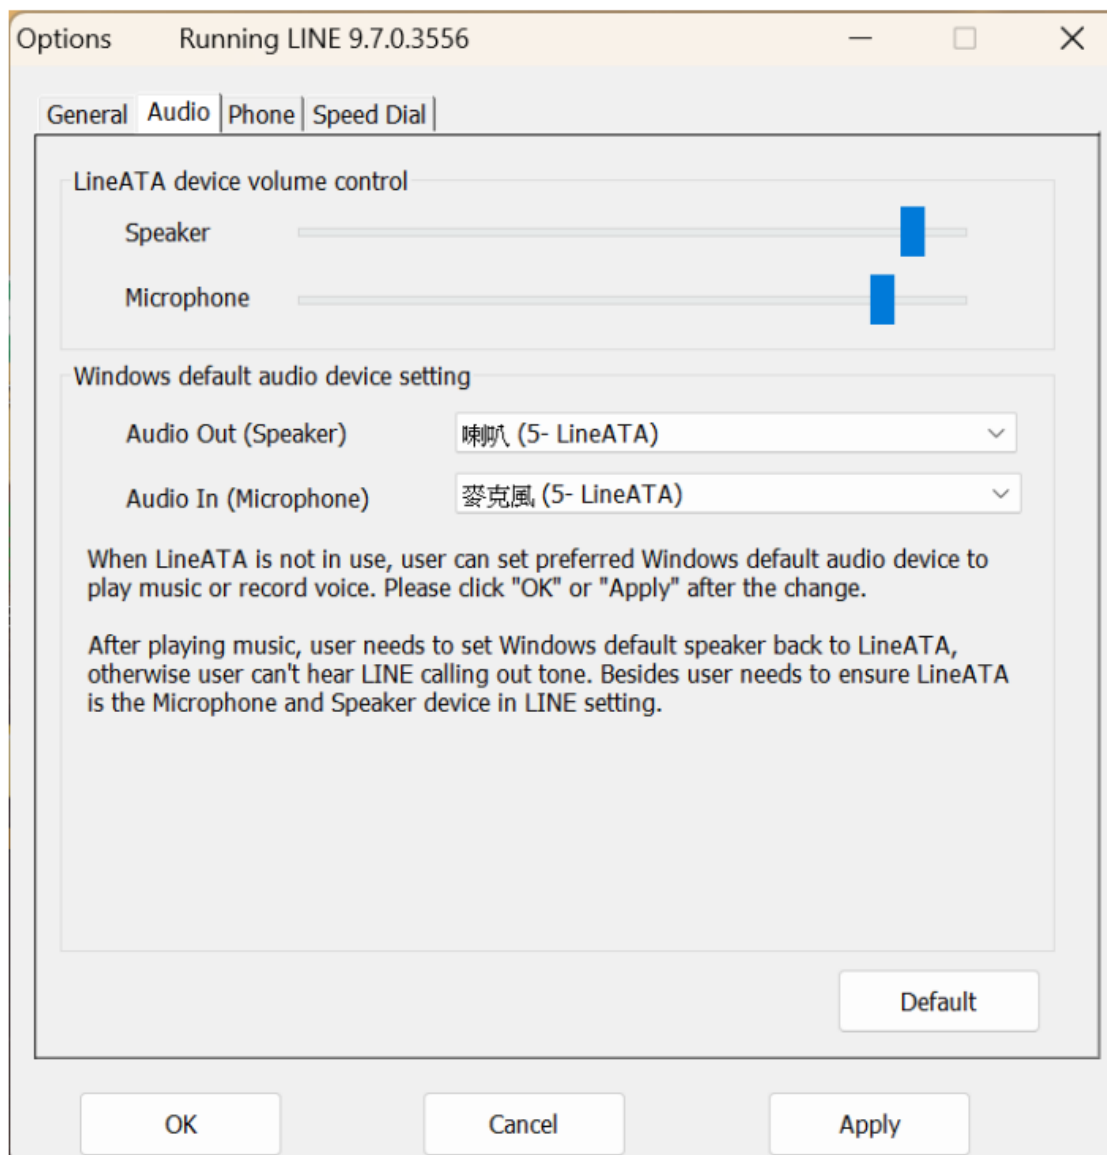 Options Running LINE 9.7.0.3556
General Audio Phone Speed Dial
LineATA device volume control
Speaker
Microphone
Windows default audio device setting
Audio Out (Speaker) 喇叭 (5- LineATA)
Audio In (Microphone) 麥克風 (5- LineATA)
When LineATA is not in use, user can set preferred Windows default audio device to
play music or record voice. Please click "OK" or "Apply" after the change.
After playing music, user needs to set Windows default speaker back to LineATA,
otherwise user can't hear LINE calling out tone. Besides user needs to ensure LineATA
is the Microphone and Speaker device in LINE setting.
Default
OK Cancel Apply